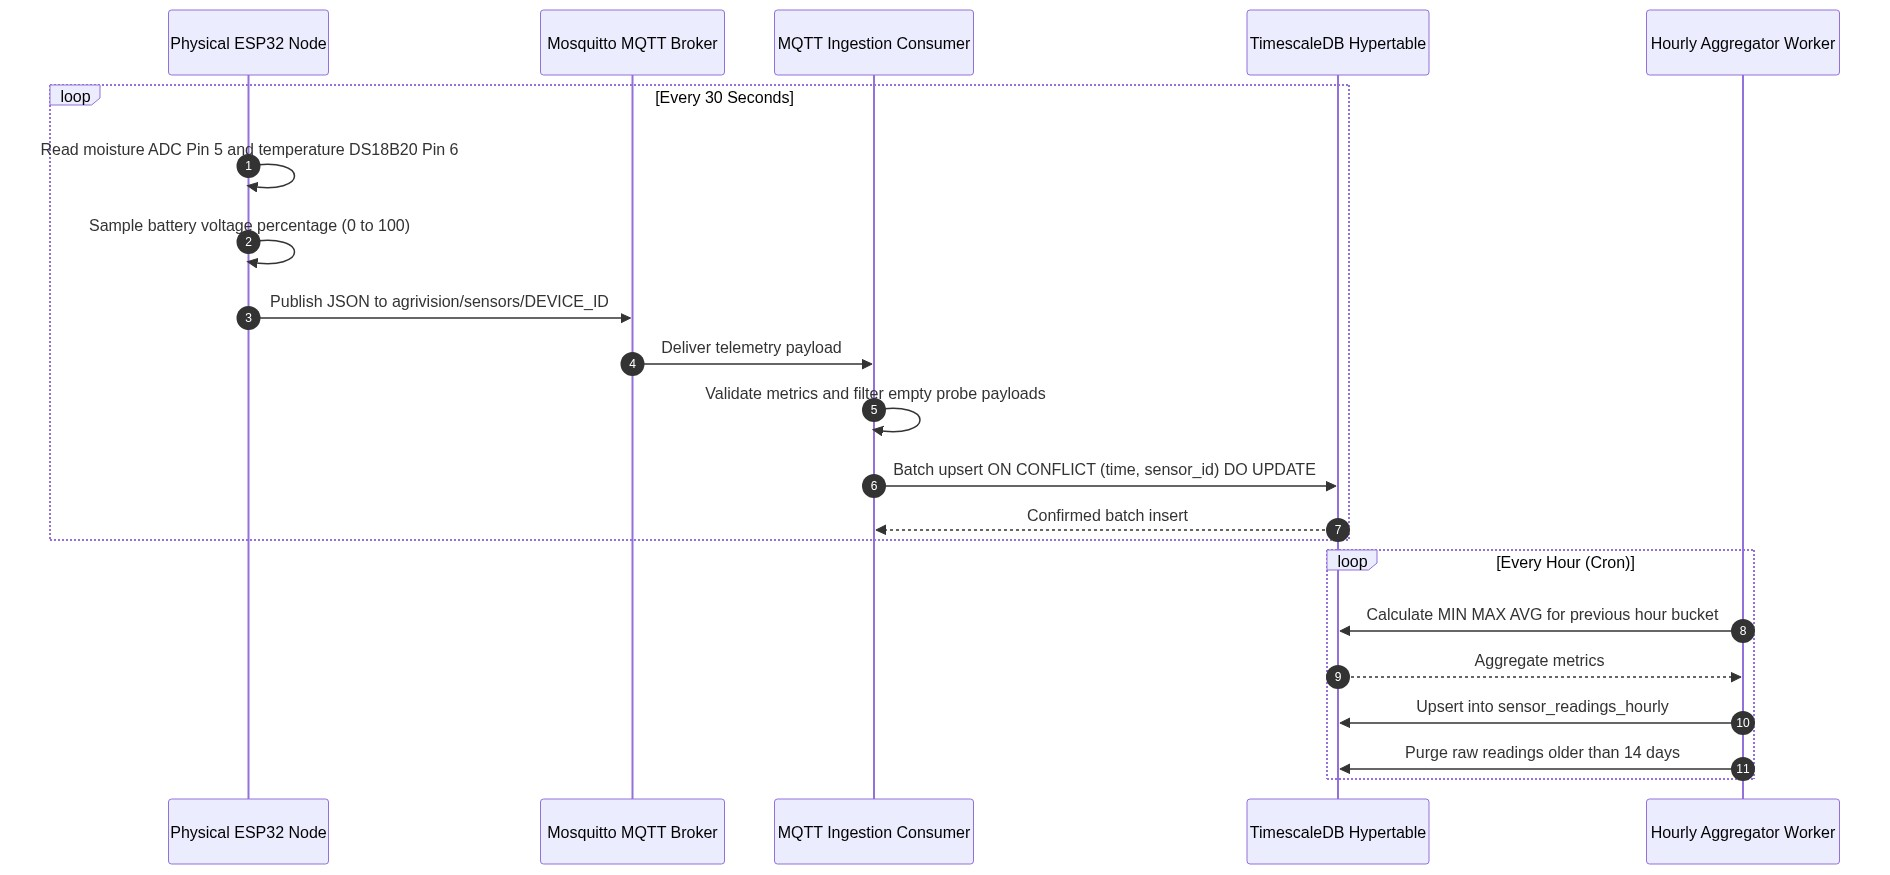 Physical ESP32 Node
Mosquitto MQTT Broker
MQTT Ingestion Consumer
TimescaleDB Hypertable
Hourly Aggregator Worker
loop
[Every 30 Seconds]
Read moisture ADC Pin 5 and temperature DS18B20 Pin 6
1
Sample battery voltage percentage (0 to 100)
2
Publish JSON to agrivision/sensors/DEVICE_ID
3
Deliver telemetry payload
4
Validate metrics and filter empty probe payloads
5
Batch upsert ON CONFLICT (time, sensor_id) DO UPDATE
6
Confirmed batch insert
7
loop
[Every Hour (Cron)]
Calculate MIN MAX AVG for previous hour bucket
8
Aggregate metrics
9
Upsert into sensor_readings_hourly
10
Purge raw readings older than 14 days
11
Physical ESP32 Node
Mosquitto MQTT Broker
MQTT Ingestion Consumer
TimescaleDB Hypertable
Hourly Aggregator Worker